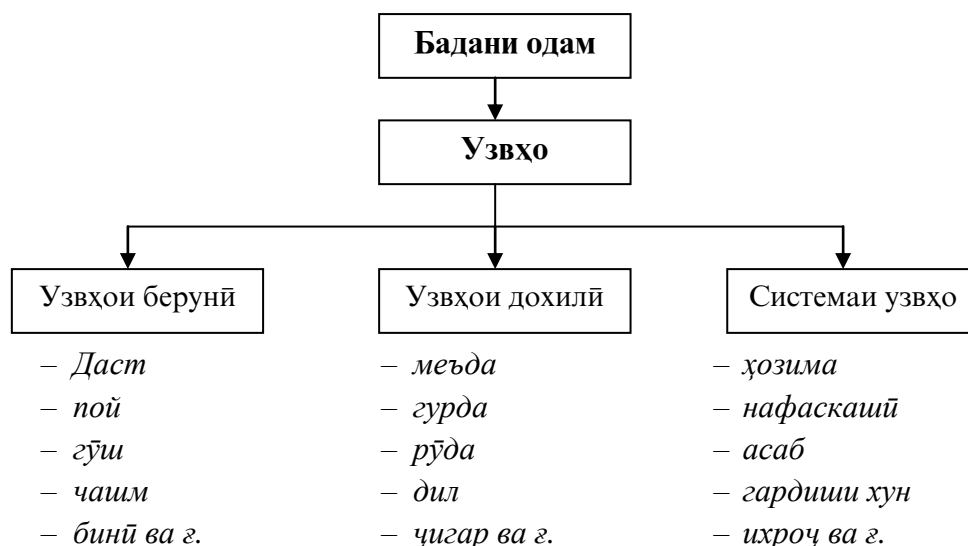 Бадани одам
Узвҳо
Узвҳои берунӣ
– Даст
– пой
– гӯш
– чашм
– бинӣ ва ғ.
Узвҳои дохилӣ
– меъда
– гурда
– рӯда
– дил
– ҷигар ва ғ.
Системаи узвҳо
– ҳозима
– нафаскашӣ
– асаб
– гардиши хун
– ихроҷ ва ғ.